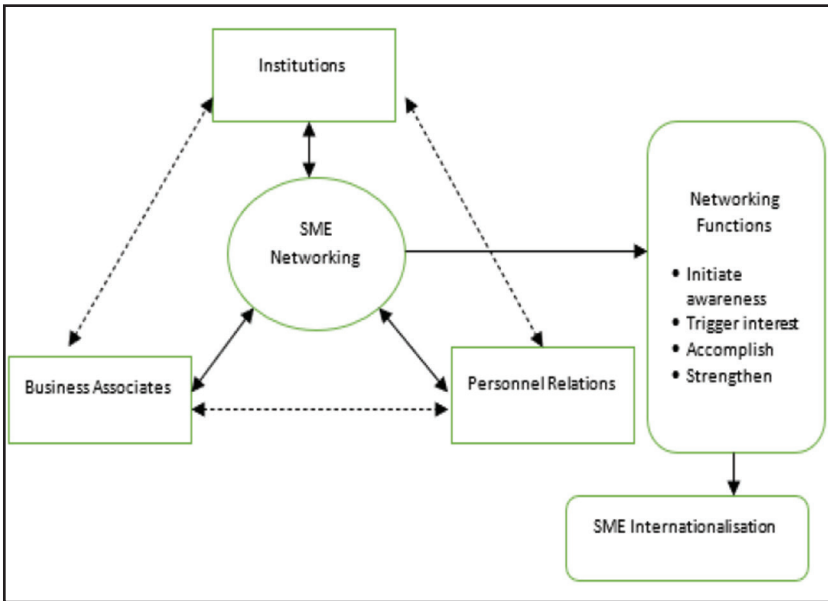 Institutions
SME
Networking
Business Associates
Personnel Relations
Networking
Functions
• Initiate
awareness
• Trigger interest
• Accomplish
• Strengthen
SME Internationalisation